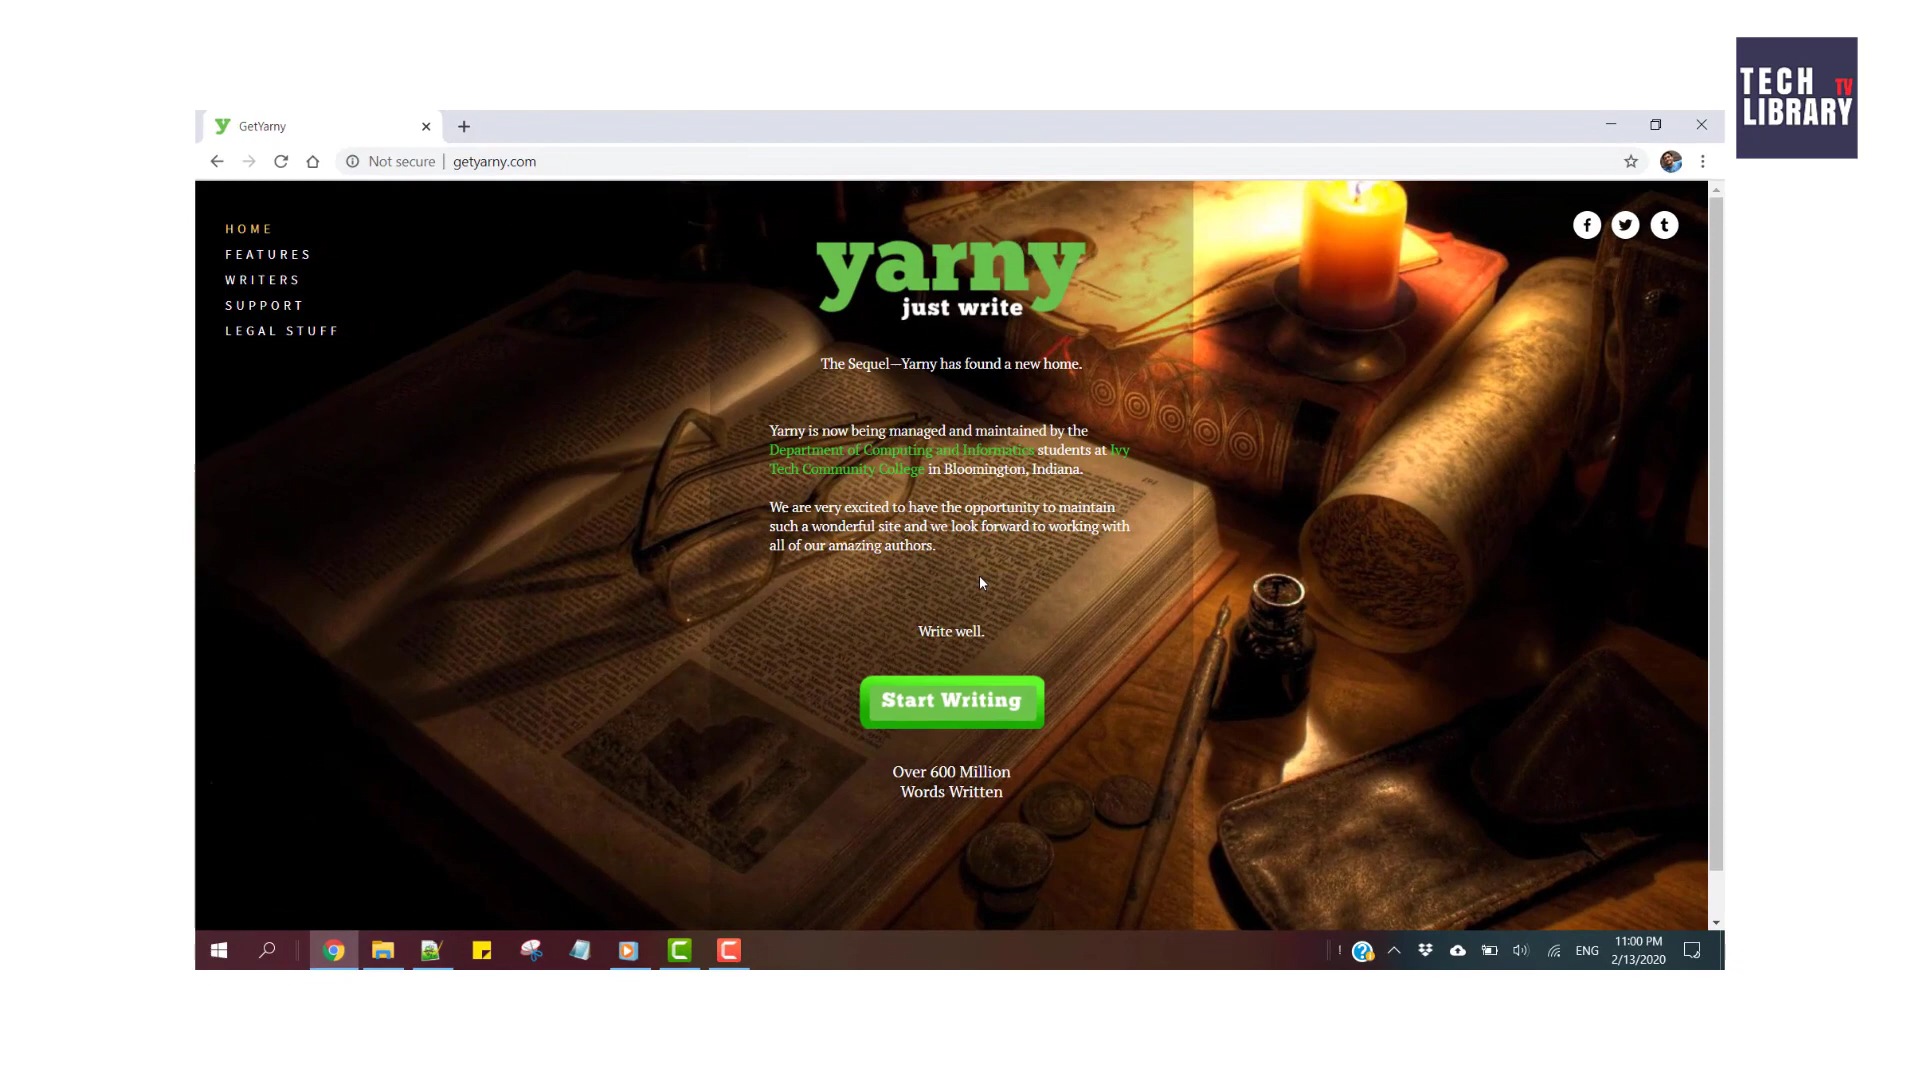 TECH TV
LIBRARY
GetYarny
Not secure | getyarny.com
HOME
FEATURES
WRITERS
SUPPORT
LEGAL STUFF
yarny
just write
The Sequel—Yarny has found a new home.
Yarny is now being managed and maintained by the
Department of Computing and Informatics students at Ivy
Tech Community College in Bloomington, Indiana.
We are very excited to have the opportunity to maintain
such a wonderful site and we look forward to working with
all of our amazing authors.
Write well.
Start Writing
Over 600 Million
Words Written
ENG
11:00 PM
2/13/2020